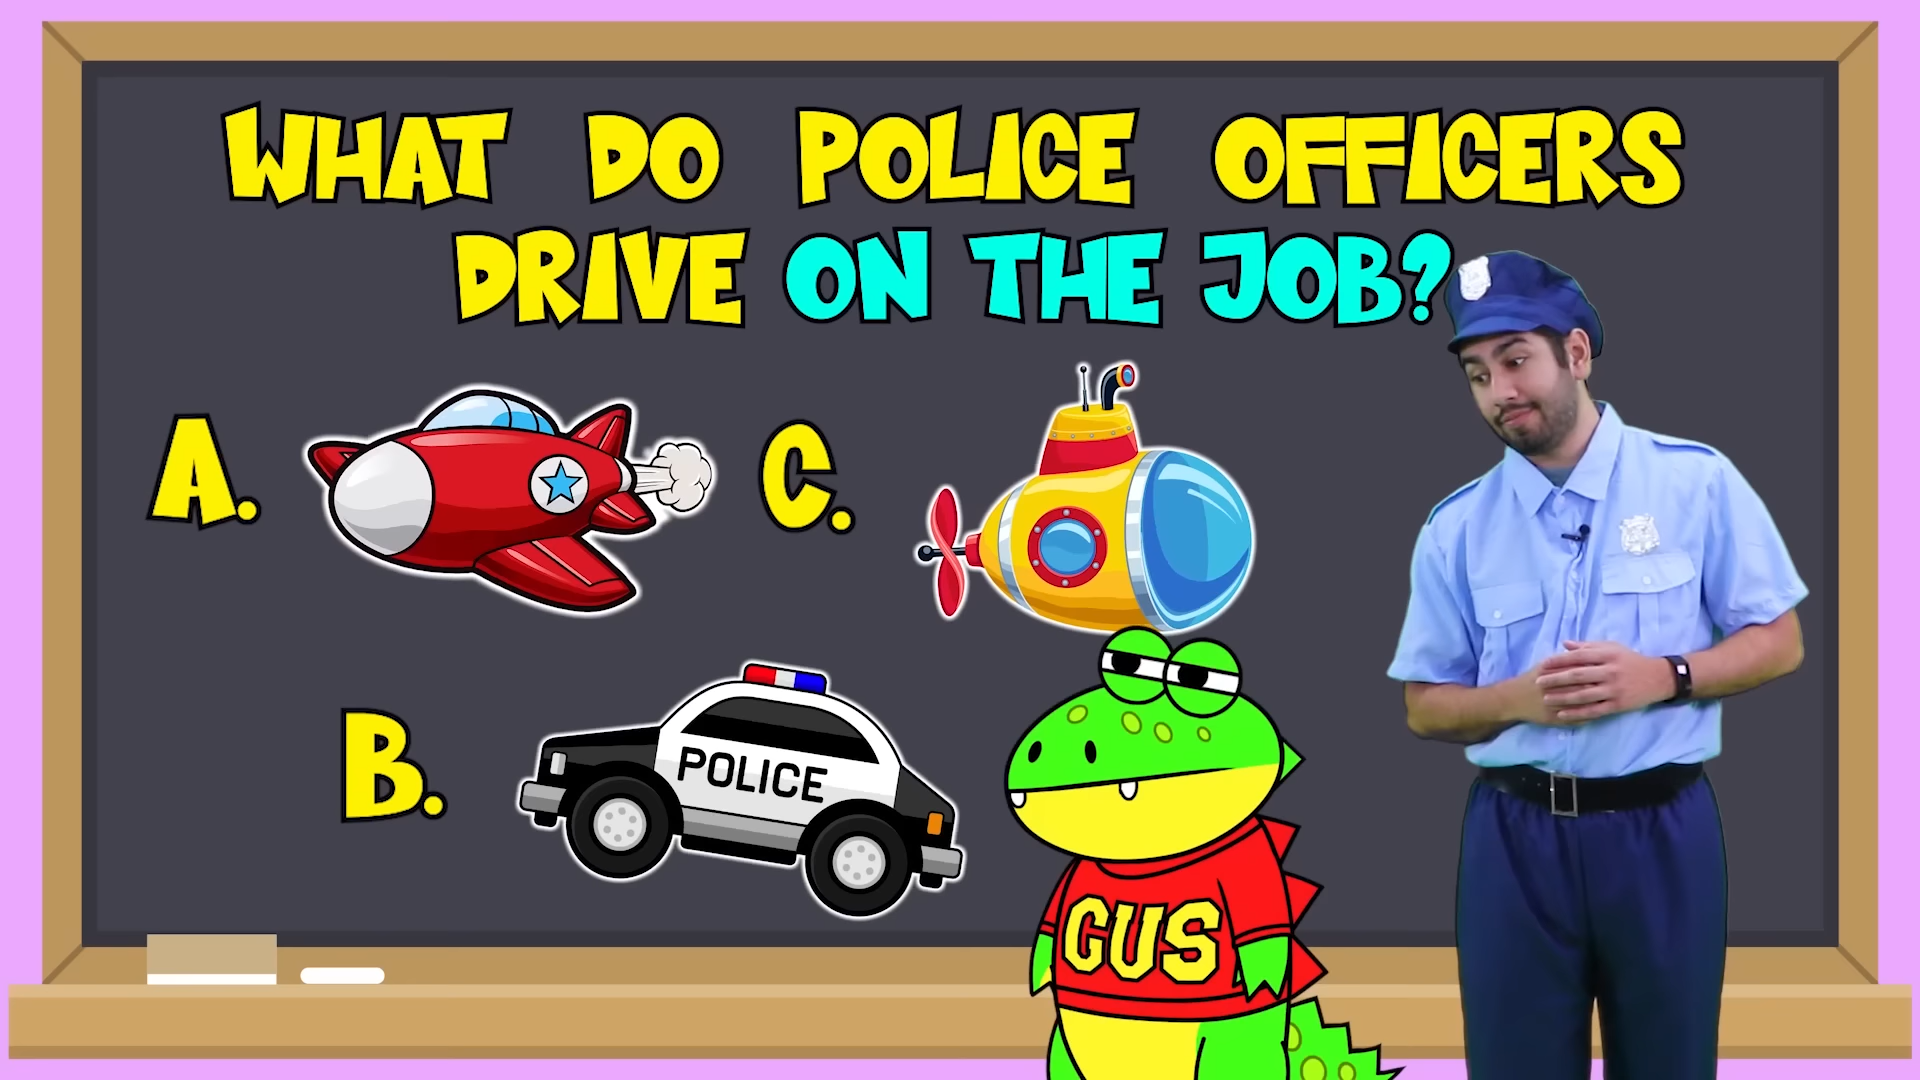 WHAT DO POLICE OFFICERS
DRIVE ON THE JOB?
A.
C.
B.
POLICE
GUS